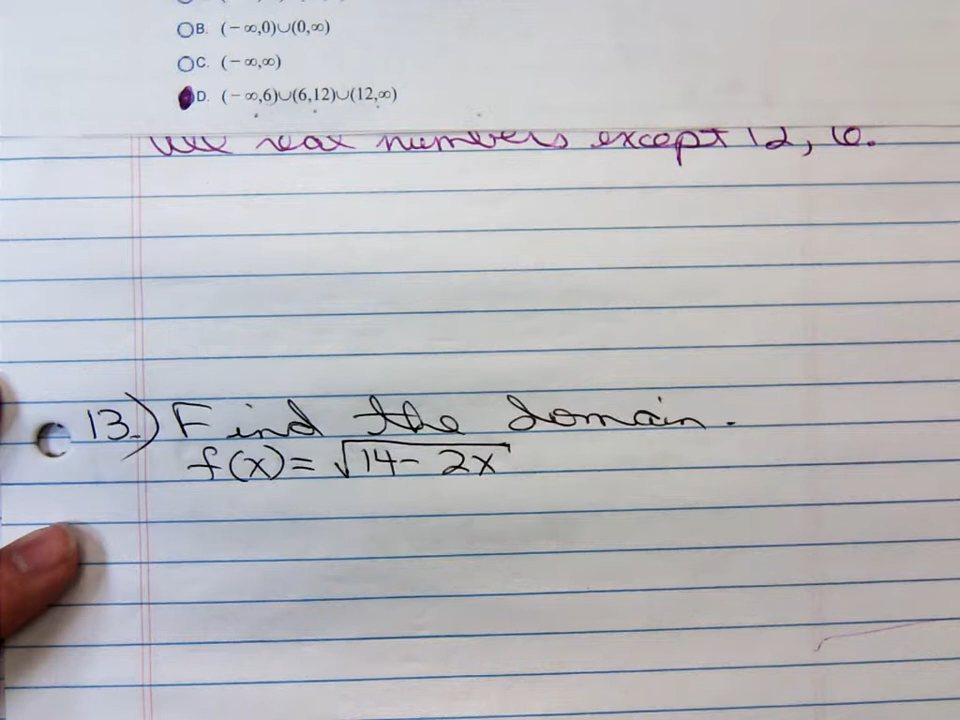 B. (− ∞,0)∪(0,∞)
C. (− ∞,∞)
D. (− ∞,6)∪(6,12)∪(12,∞)
real numbers except 12, 6.
13.) Find the domain.
f(x) = √14 - 2x